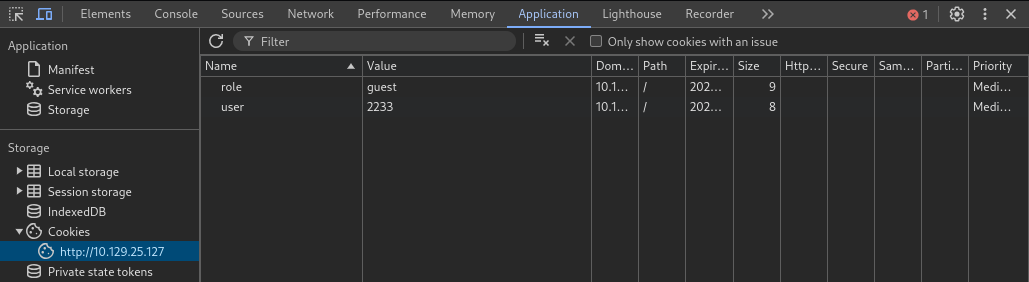 Elements Console Sources Network Performance Memory Application Lighthouse Recorder 1
Application
Manifest
Service workers
Storage
Storage
Local storage
Session storage
IndexedDB
Cookies
http://10.129.25.127
Private state tokens
Filter Only show cookies with an issue
Name Value Dom... Path Expir... Size Http... Secure Sam... Parti... Priority
role guest 10.1... / 202... 9 Medi...
user 2233 10.1... / 202... 8 Medi...